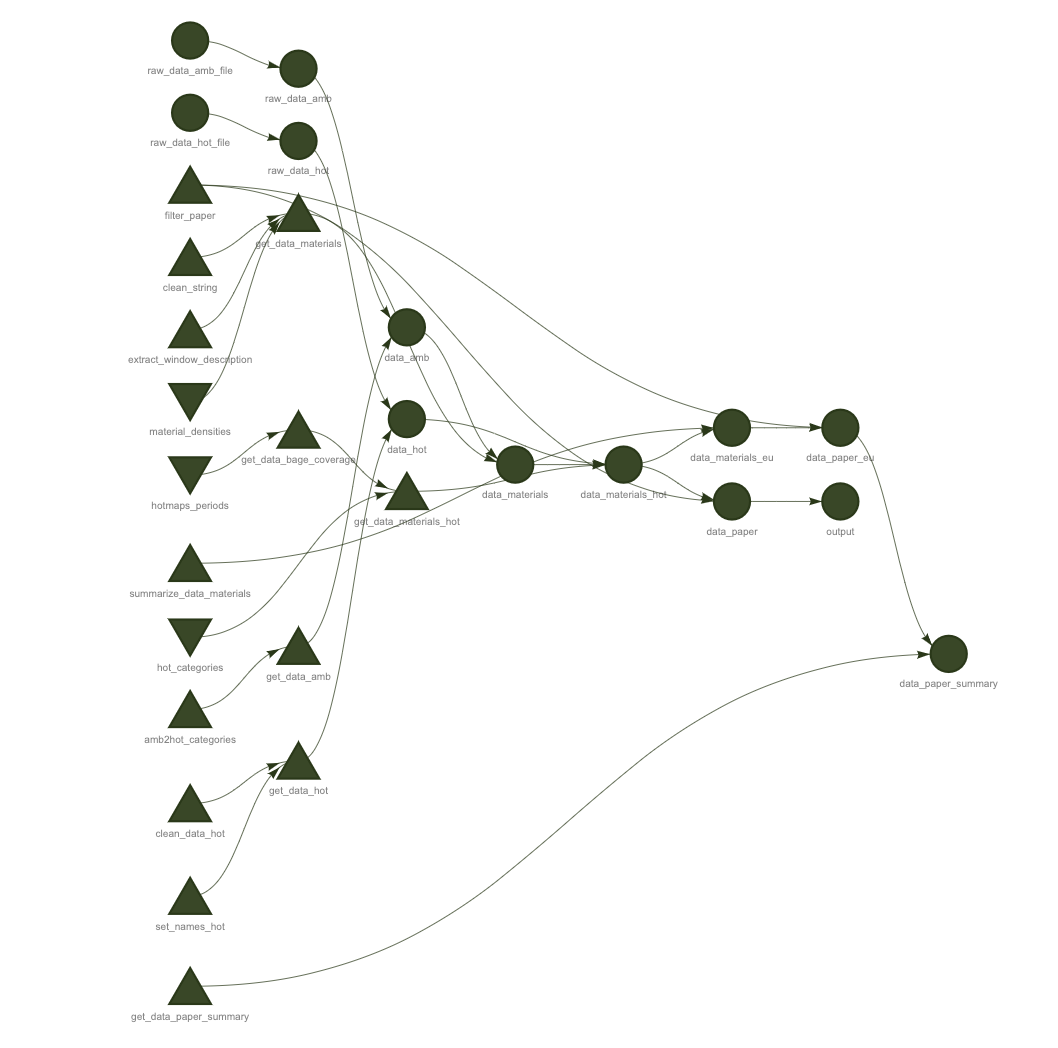 raw_data_amb_file
raw_data_amb
raw_data_hot_file
raw_data_hot
filter_paper
get_data_materials
clean_string
extract_window_description
data_amb
material_densities
get_data_bage_coverage
data_hot
data_materials_eu
data_paper_eu
hotmaps_periods
get_data_materials_hot
data_materials
data_materials_hot
data_paper
output
summarize_data_materials
hot_categories
get_data_amb
data_paper_summary
amb2hot_categories
get_data_hot
clean_data_hot
set_names_hot
get_data_paper_summary